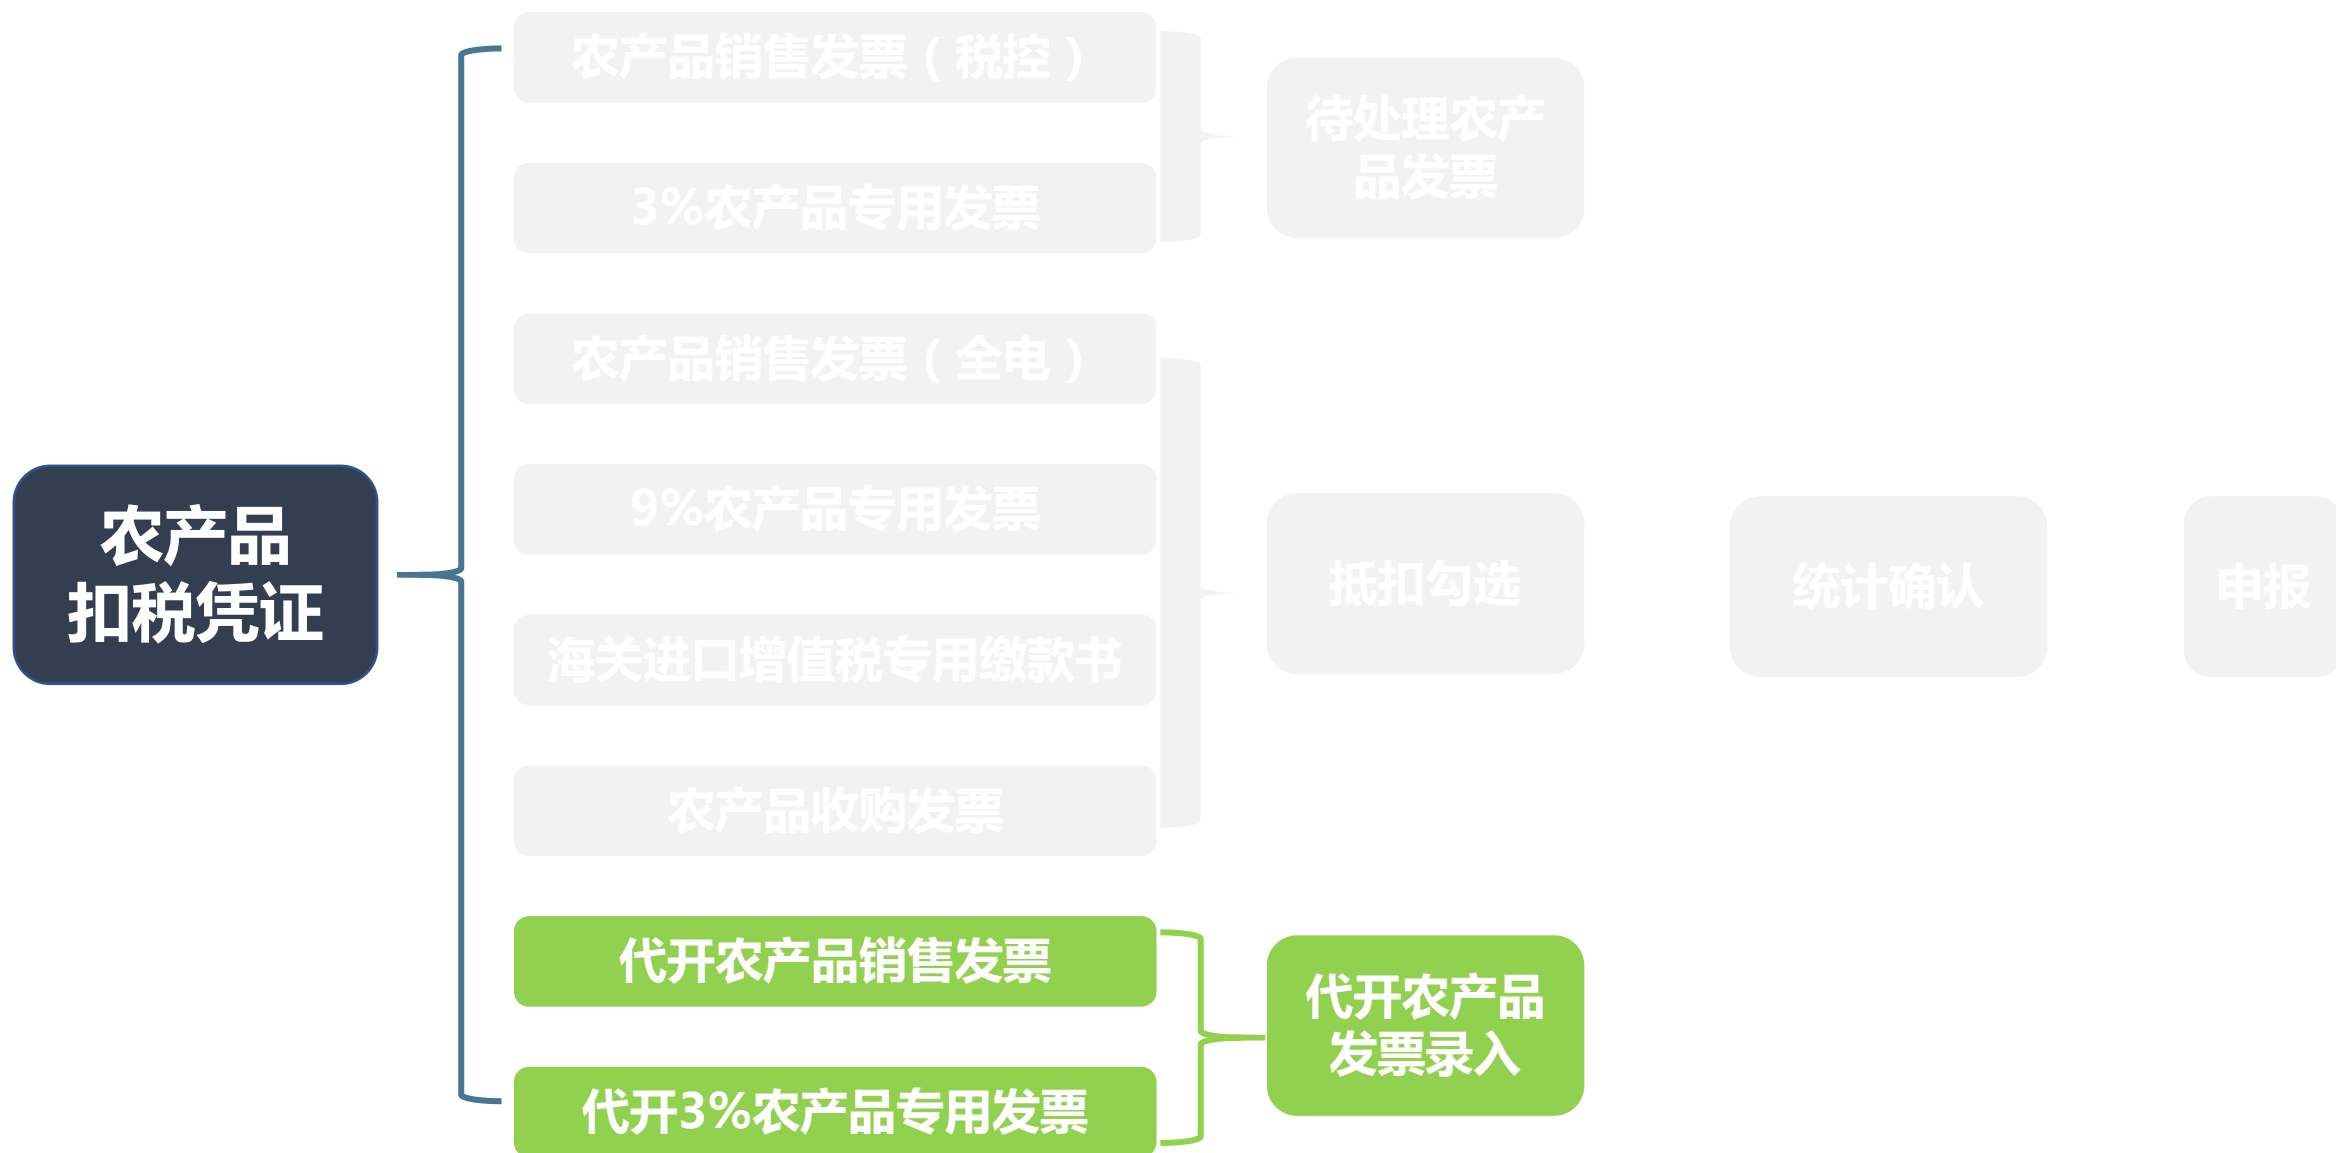 农产品销售发票（税控）
3%农产品专用发票
待处理农产
品发票
农产品销售发票（全电）
9%农产品专用发票
海关进口增值税专用缴款书
农产品收购发票
农产品
扣税凭证
抵扣勾选
统计确认
申报
代开农产品销售发票
代开3%农产品专用发票
代开农产品
发票录入